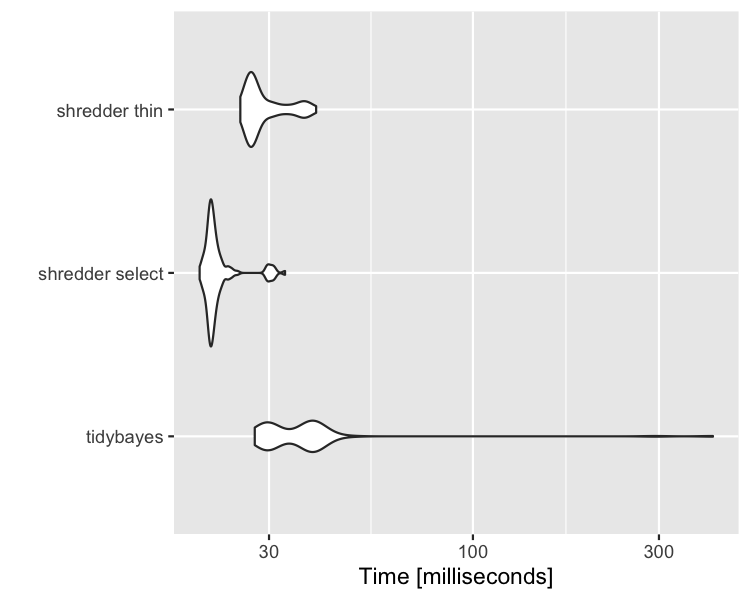 shredder thin
shredder select
tidybayes
30 100 300
Time [milliseconds]